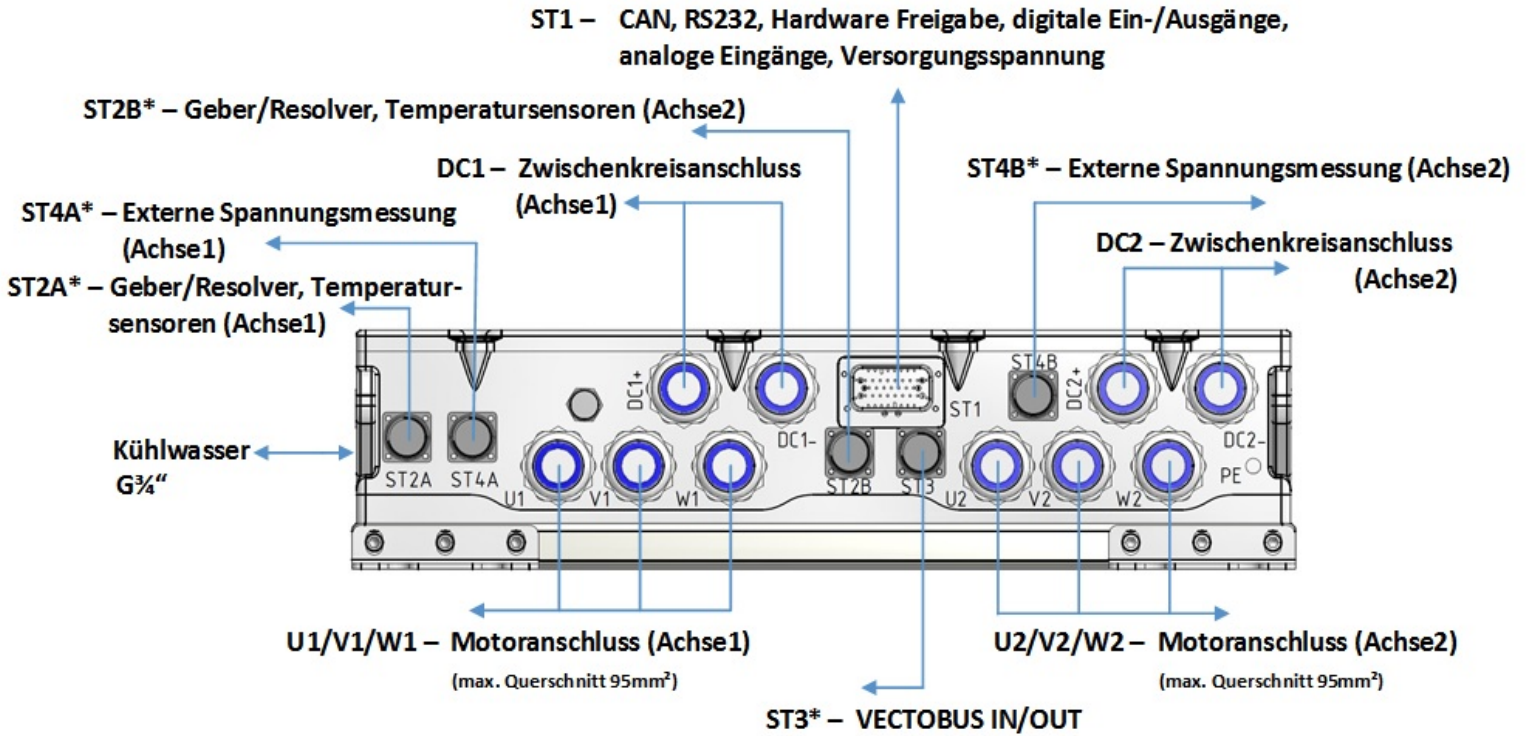 ST1 – CAN, RS232, Hardware Freigabe, digitale Ein-/Ausgänge,
analoge Eingänge, Versorgungsspannung
ST2B* – Geber/Resolver, Temperatursensoren (Achse2)
DC1 – Zwischenkreisanschluss
(Achse1)
ST4B* – Externe Spannungsmessung (Achse2)
ST4A* – Externe Spannungsmessung
(Achse1)
DC2 – Zwischenkreisanschluss
(Achse2)
ST2A* – Geber/Resolver, Temperatur-
sensoren (Achse1)
Kühlwasser
G¾“
DC1+
DC1-
ST1
ST4B
DC2+
DC2-
PE
ST2A
ST4A
U1
V1
W1
ST2B
ST3
U2
V2
W2
U1/V1/W1 – Motoranschluss (Achse1)
(max. Querschnitt 95mm²)
U2/V2/W2 – Motoranschluss (Achse2)
(max. Querschnitt 95mm²)
ST3* – VECTOBUS IN/OUT